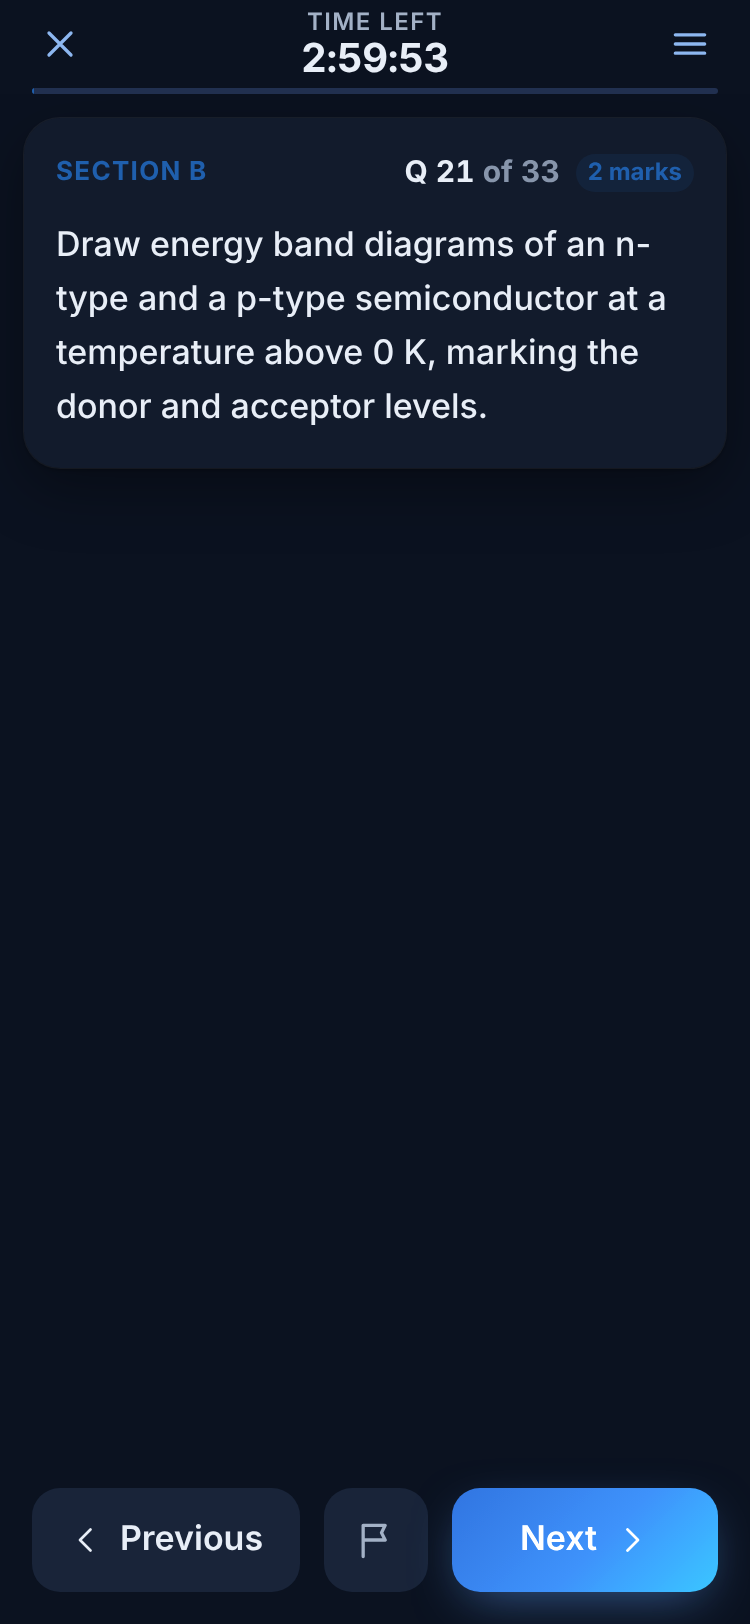 TIME LEFT
2:59:53
SECTION B
Q 21 of 33
2 marks
Draw energy band diagrams of an n-
type and a p-type semiconductor at a
temperature above 0 K, marking the
donor and acceptor levels.
Previous
Next